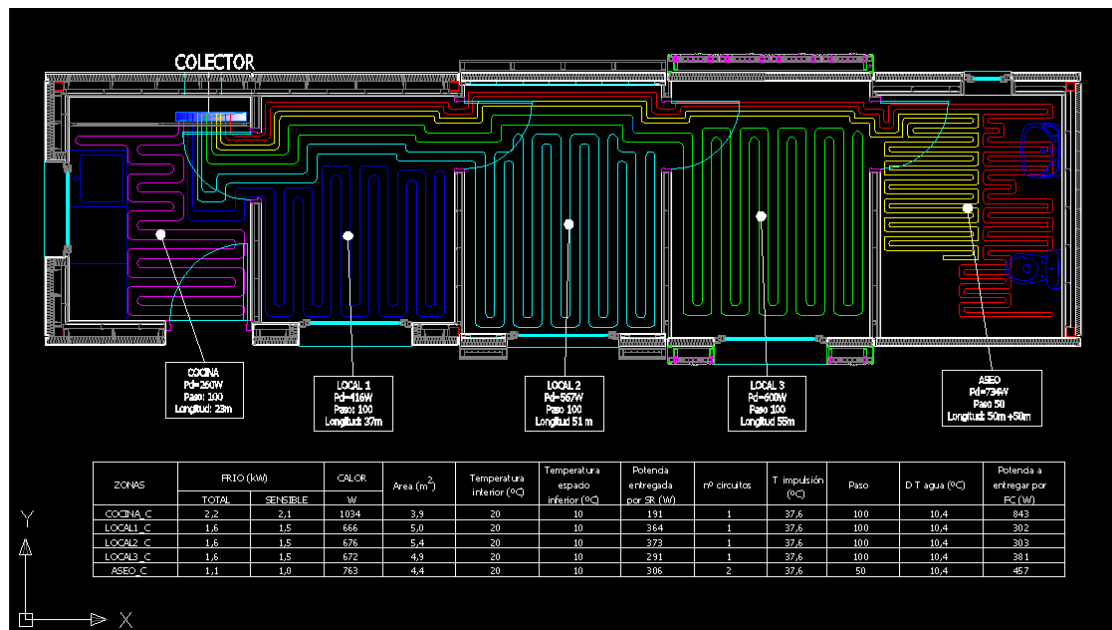 COLECTOR
COCINA
Pd=260W
Paso: 100
Longitud: 23m
LOCAL 1
Pd=416W
Paso: 100
Longitud: 37m
LOCAL 2
Pd=567W
Paso 100
Longitud 51 m
LOCAL 3
Pd=600W
Paso 100
Longitud 55m
ASEO
Pd=734W
Paso 50
Longitud: 50m +58m
ZONAS FRIO (kW) CALOR Area (m2) Temperatura interior (ºC) Temperatura espacio inferior (ºC) Potencia entregada por SR (W) nº circuitos T impulsión (ºC) Paso D T agua (ºC) Potencia a entregar por FC (W)
TOTAL SENSIBLE W
COCINA_C 2,2 2,1 1034 3,9 20 10 191 1 37,6 100 10,4 843
LOCAL1_C 1,6 1,5 666 5,0 20 10 364 1 37,6 100 10,4 302
LOCAL2_C 1,6 1,5 676 5,4 20 10 373 1 37,6 100 10,4 303
LOCAL3_C 1,6 1,5 672 4,9 20 10 291 1 37,6 100 10,4 381
ASEO_C 1,1 1,0 763 4,4 20 10 306 2 37,6 50 10,4 457
Y
X